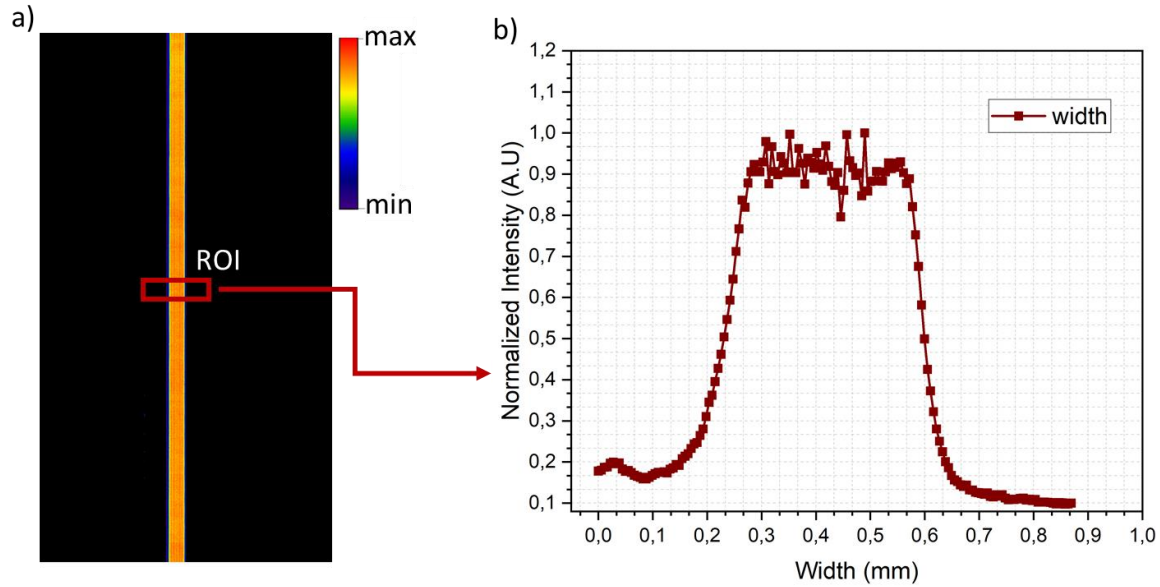 a)
max
min
ROI
b)
1,2
1,1
1,0
0,9
0,8
0,7
0,6
0,5
0,4
0,3
0,2
0,1
Normalized Intensity (A.U)
width
0,0 0,1 0,2 0,3 0,4 0,5 0,6 0,7 0,8 0,9 1,0
Width (mm)